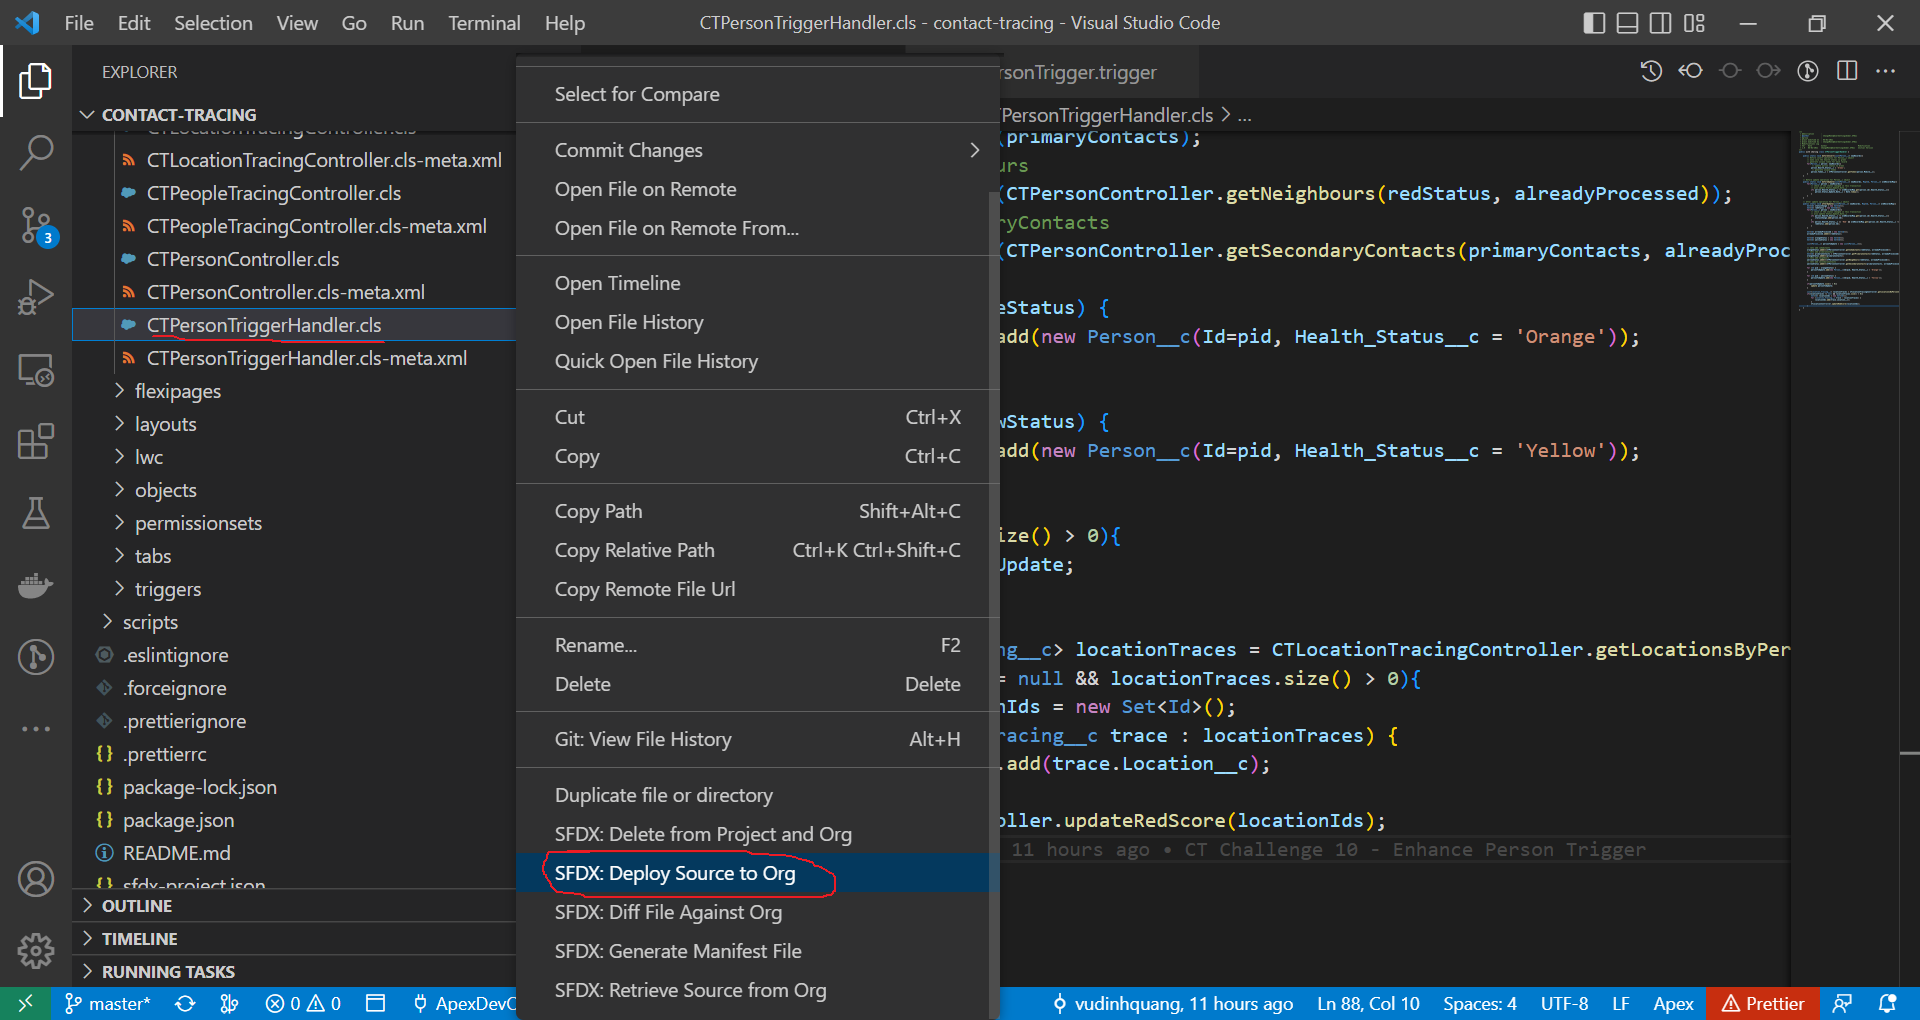 File Edit Selection View Go Run Terminal Help
CTPersonTriggerHandler.cls - contact-tracing - Visual Studio Code
EXPLORER
CONTACT-TRACING
CTLocationTracingController.cls
CTLocationTracingController.cls-meta.xml
CTPeopleTracingController.cls
CTPeopleTracingController.cls-meta.xml
CTPersonController.cls
CTPersonController.cls-meta.xml
CTPersonTriggerHandler.cls
CTPersonTriggerHandler.cls-meta.xml
flexipages
layouts
lwc
objects
permissionsets
tabs
triggers
scripts
.eslintignore
.forceignore
.prettierignore
.prettierrc
package-lock.json
package.json
README.md
sfdx-project.json
OUTLINE
TIMELINE
RUNNING TASKS
3
Select for Compare
Commit Changes
Open File on Remote
Open File on Remote From...
Open Timeline
Open File History
Quick Open File History
Cut Ctrl+X
Copy Ctrl+C
Copy Path Shift+Alt+C
Copy Relative Path Ctrl+K Ctrl+Shift+C
Copy Remote File Url
Rename... F2
Delete Delete
Git: View File History Alt+H
Duplicate file or directory
SFDX: Delete from Project and Org
SFDX: Deploy Source to Org
SFDX: Diff File Against Org
SFDX: Generate Manifest File
SFDX: Retrieve Source from Org
rsonTrigger.trigger
PersonTriggerHandler.cls > ...
(primaryContacts);
urs
(CTPersonController.getNeighbours(redStatus, alreadyProcessed));
ryContacts
(CTPersonController.getSecondaryContacts(primaryContacts, alreadyProc
eStatus) {
add(new Person__c(Id=pid, Health_Status__c = 'Orange'));
wStatus) {
add(new Person__c(Id=pid, Health_Status__c = 'Yellow'));
ize() > 0){
Update;
ng__c> locationTraces = CTLocationTracingController.getLocationsByPer
= null && locationTraces.size() > 0){
nIds = new Set<Id>();
racing__c trace : locationTraces) {
.add(trace.Location__c);
oller.updateRedScore(locationIds);
11 hours ago • CT Challenge 10 - Enhance Person Trigger
master* 0 0 ApexDevO vudinhquang, 11 hours ago Ln 88, Col 10 Spaces: 4 UTF-8 LF Apex Prettier